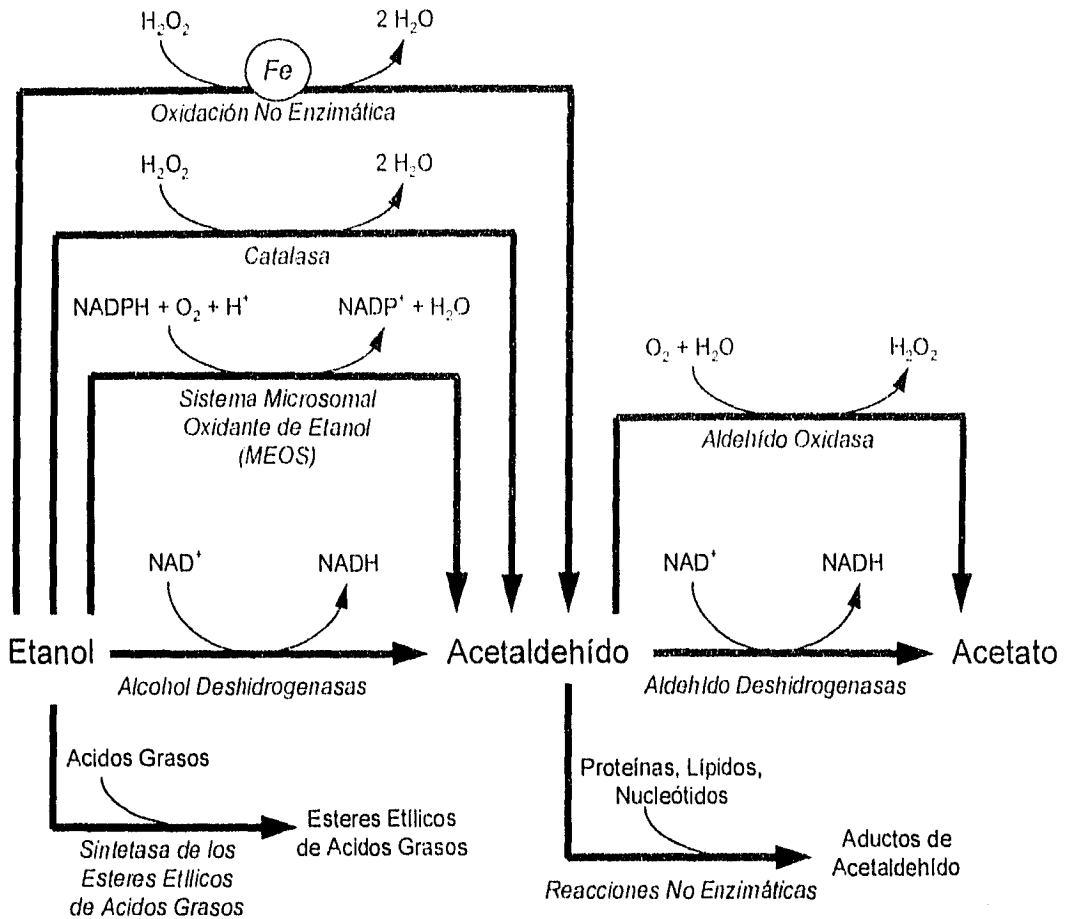 H₂O₂
2 H₂O
Fe
Oxidación No Enzimática
H₂O₂
2 H₂O
Catalasa
NADPH + O₂ + H⁺
NADP⁺ + H₂O
Sistema Microsomal
Oxidante de Etanol
(MEOS)
O₂ + H₂O
H₂O₂
Aldehído Oxidasa
NAD⁺
NADH
NAD⁺
NADH
Etanol
Acetaldehído
Acetato
Alcohol Deshidrogenasas
Aldehído Deshidrogenasas
Acidos Grasos
Esteres Etílicos
de Acidos Grasos
Sintetasa de los
Esteres Etílicos
de Acidos Grasos
Proteínas, Lípidos,
Nucleótidos
Aductos de
Acetaldehído
Reacciones No Enzimáticas